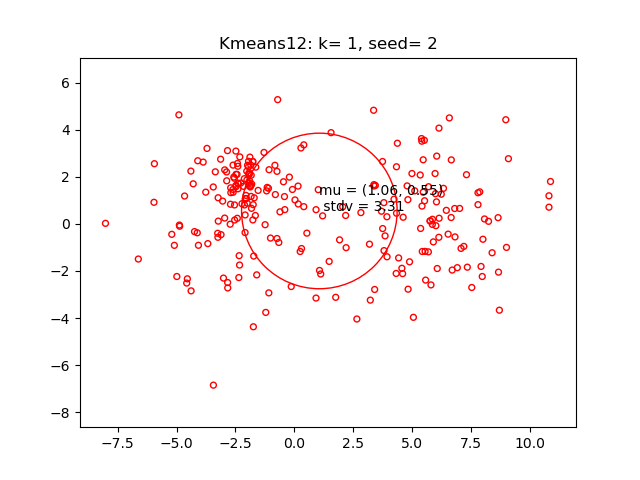 Kmeans12: k= 1, seed= 2
6
4
2
mu = (1.06, 0.55)
stdv = 3.31
0
−2
−4
−6
−8
−7.5 −5.0 −2.5 0.0 2.5 5.0 7.5 10.0